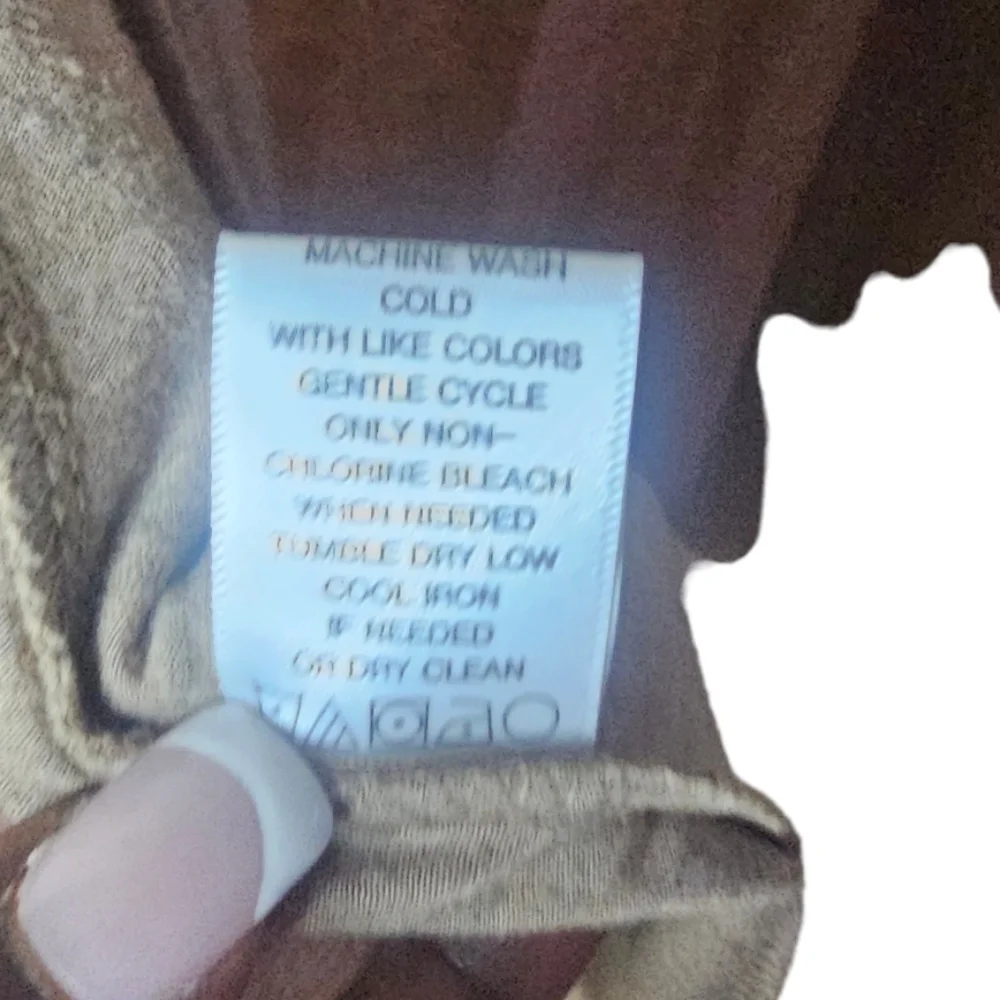 MACHINE WASH
COLD
WITH LIKE COLORS
GENTLE CYCLE
ONLY NON-
CHLORINE BLEACH
WHEN NEEDED
TUMBLE DRY LOW
COOL IRON
IF NEEDED
OR DRY CLEAN